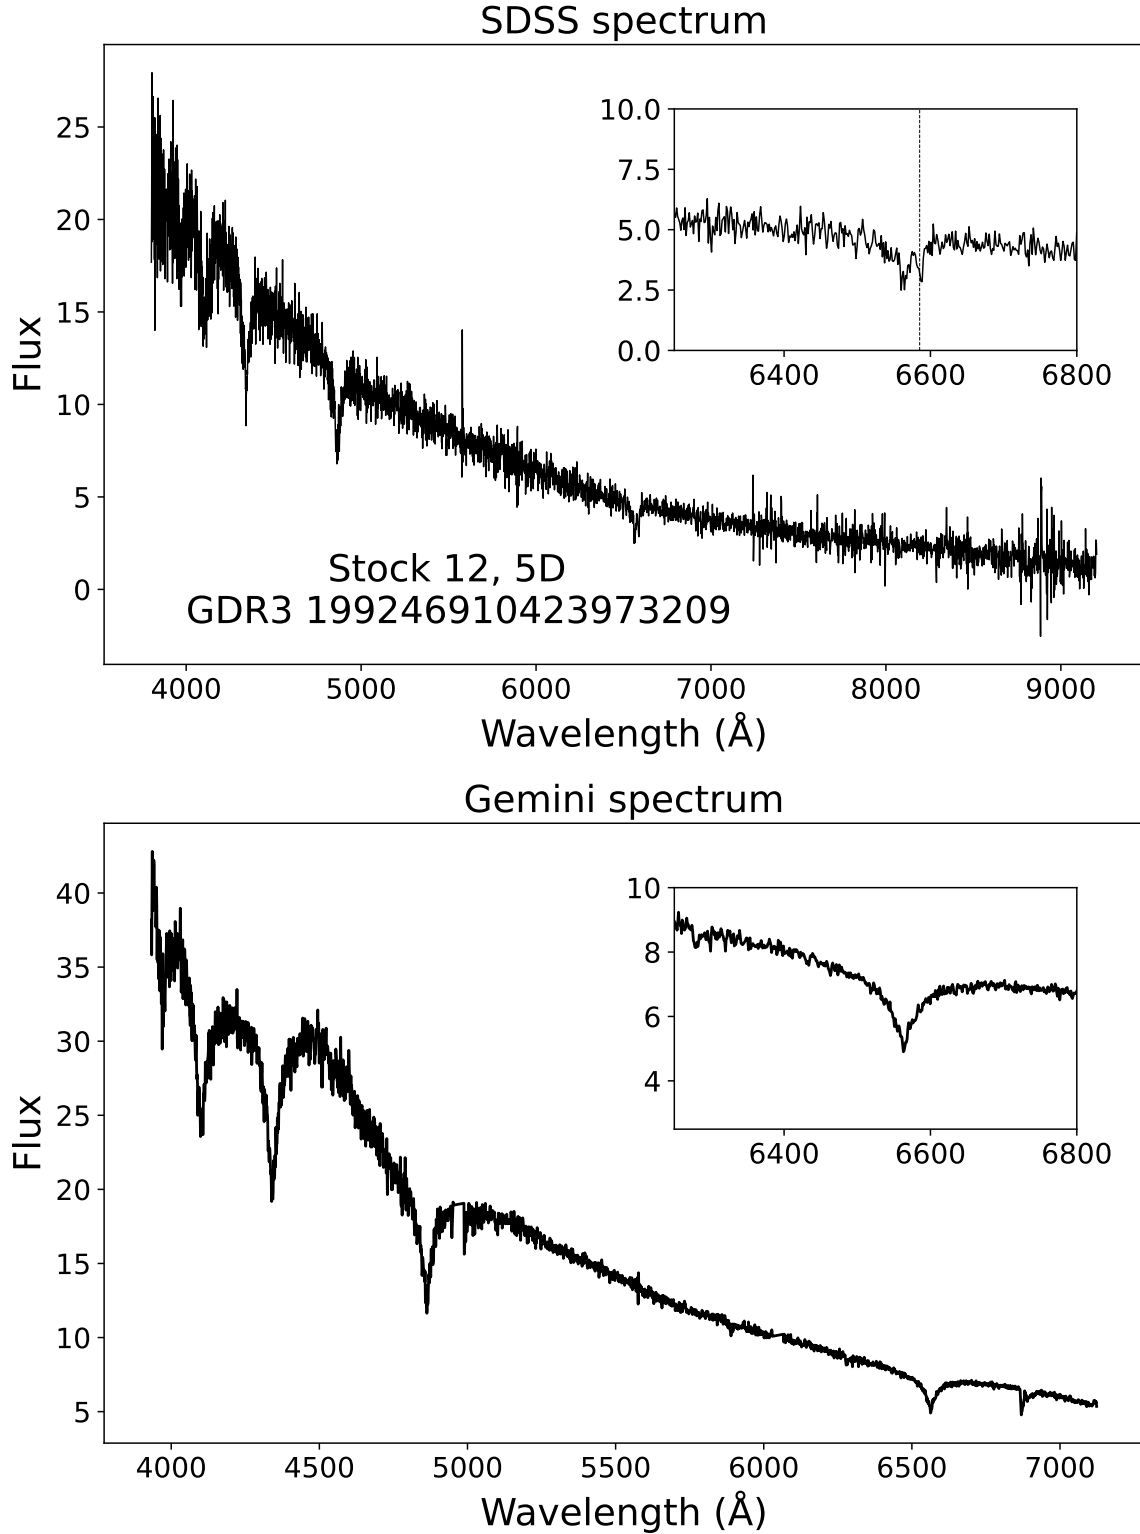 SDSS spectrum
25
20
15
10
5
0
Flux
10.0
7.5
5.0
2.5
0.0
6400 6600 6800
Stock 12, 5D
GDR3 1992469104239732​09
4000 5000 6000 7000 8000 9000
Wavelength (Å)
Gemini spectrum
40
35
30
25
20
15
10
5
Flux
10
8
6
4
6400 6600 6800
4000 4500 5000 5500 6000 6500 7000
Wavelength (Å)